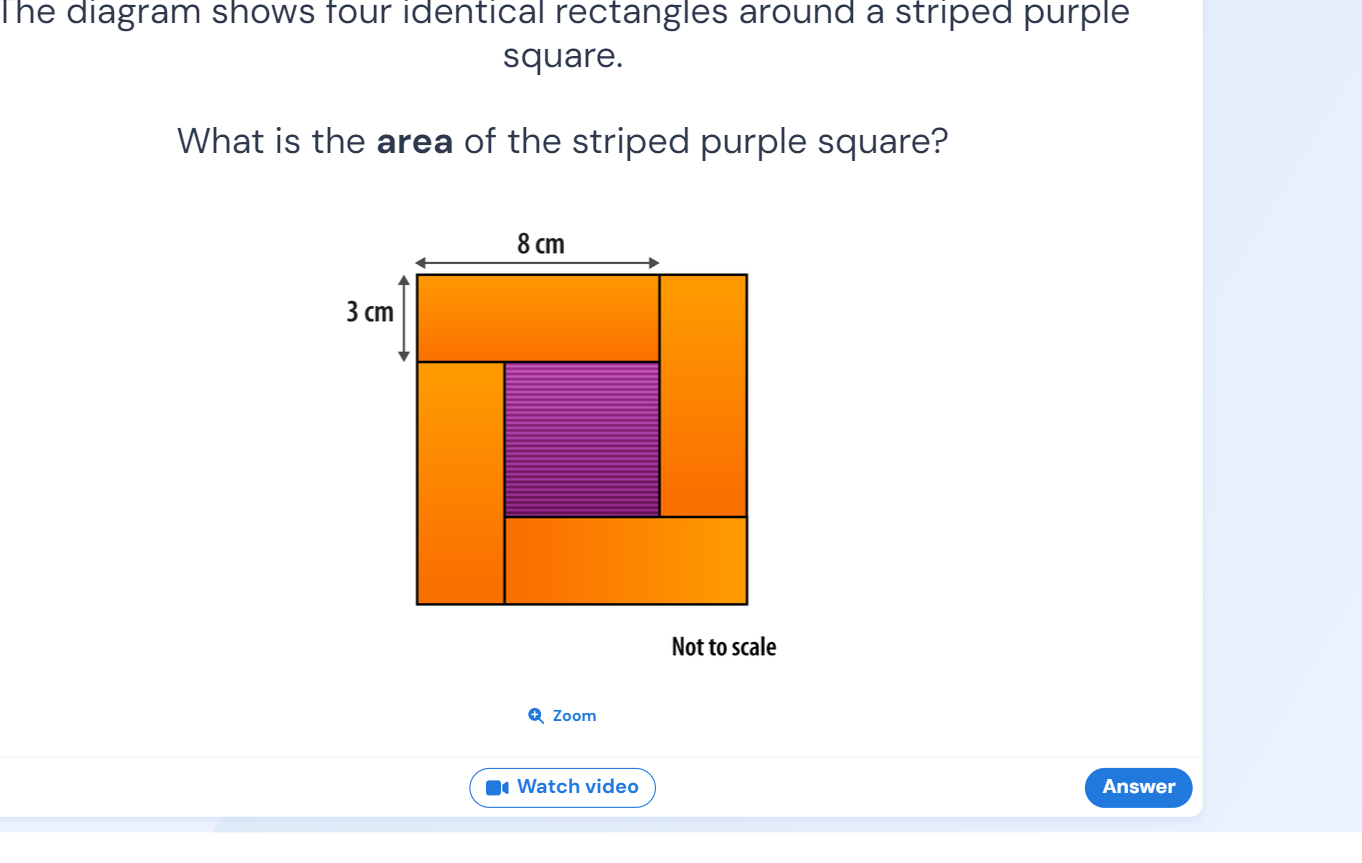 The diagram shows four identical rectangles around a striped purple
square.
What is the area of the striped purple square?
8 cm
3 cm
Not to scale
Zoom
Watch video
Answer